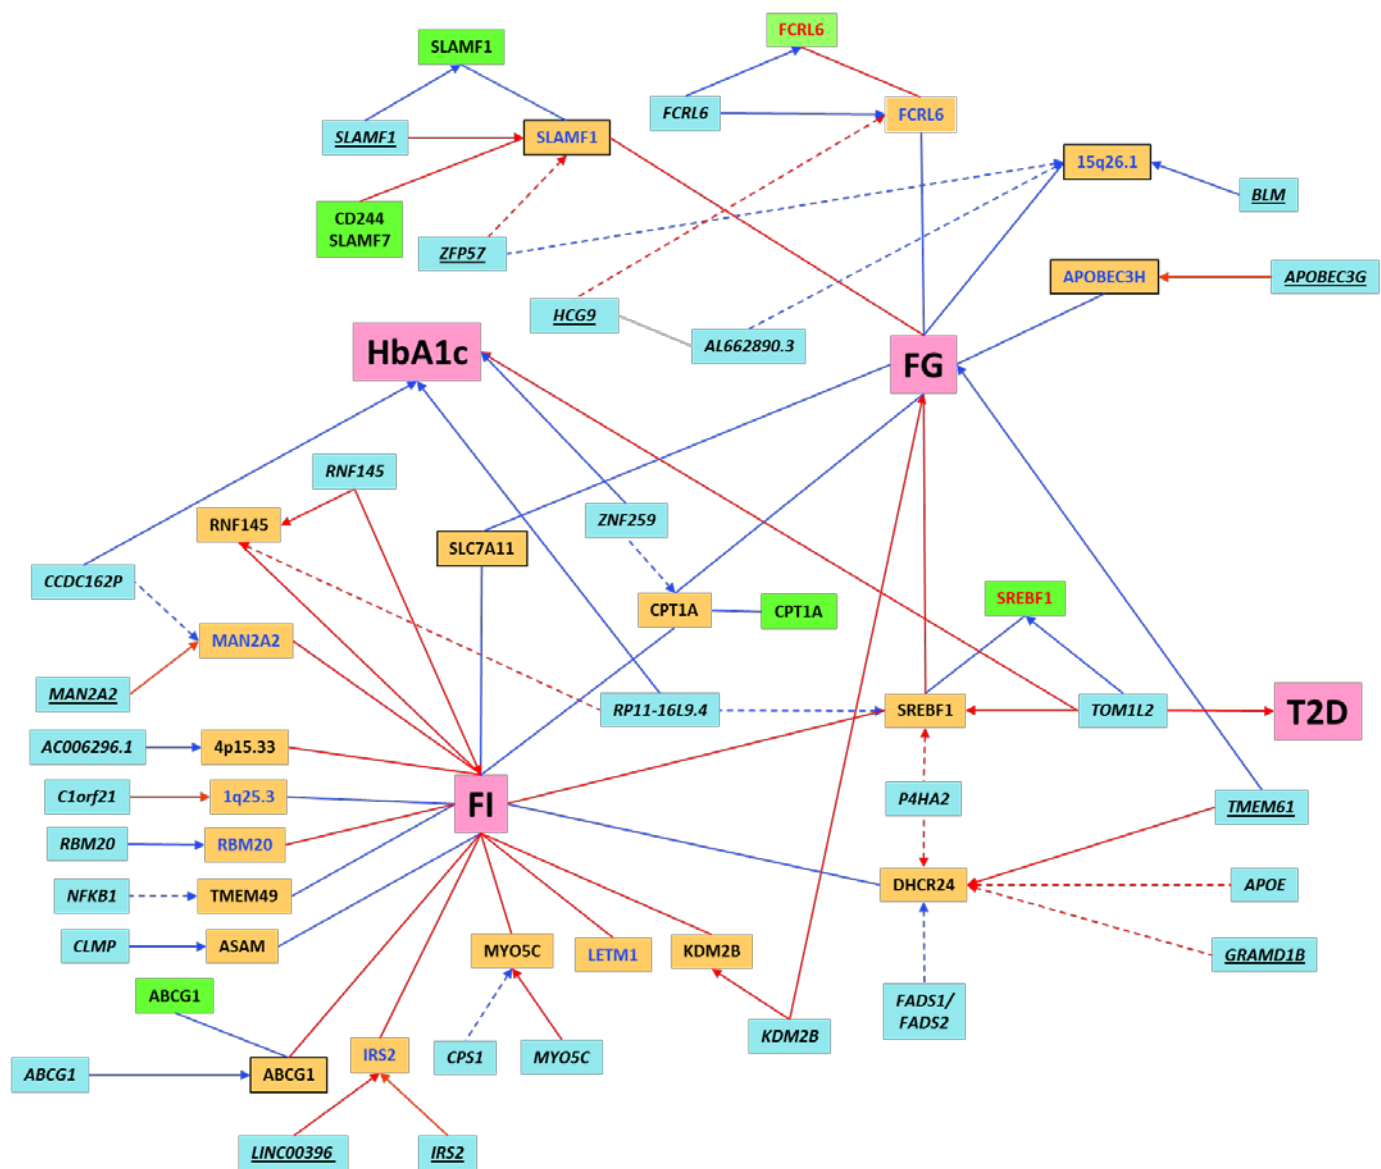 FCRL6
SLAMF1
FCRL6
FCRL6
SLAMF1
SLAMF1
15q26.1
BLM
CD244
SLAMF7
ZFP57
APOBEC3H
APOBEC3G
HCG9
AL662890.3
HbA1c
FG
RNF145
RNF145
ZNF259
SLC7A11
CCDC162P
CPT1A
CPT1A
SREBF1
MAN2A2
MAN2A2
RP11-16L9.4
SREBF1
TOM1L2
T2D
AC006296.1
4p15.33
C1orf21
1q25.3
FI
P4HA2
TMEM61
RBM20
RBM20
NFKB1
TMEM49
DHCR24
APOE
CLMP
ASAM
MYO5C
LETM1
KDM2B
GRAMD1B
ABCG1
FADS1/
FADS2
KDM2B
IRS2
CPS1
MYO5C
ABCG1
ABCG1
LINC00396
IRS2